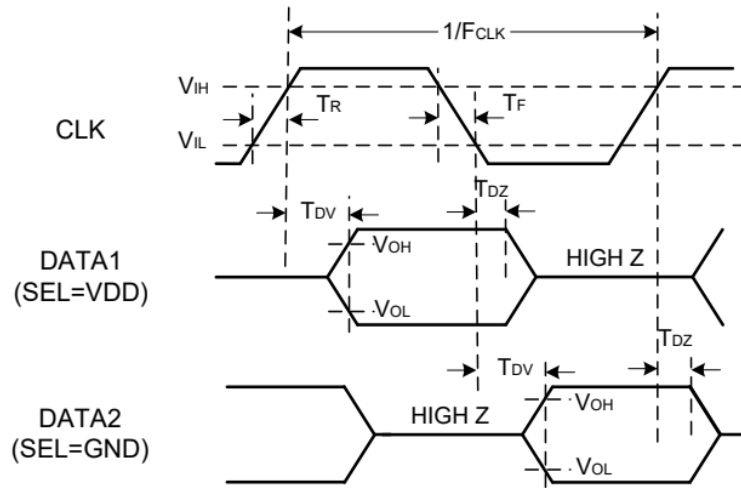 1/FCLK
VIH
TR
TF
CLK
VIL
TDV
TDZ
DATA1
(SEL=VDD)
VOH
HIGH Z
VOL
TDZ
TDV
DATA2
(SEL=GND)
HIGH Z
VOH
VOL